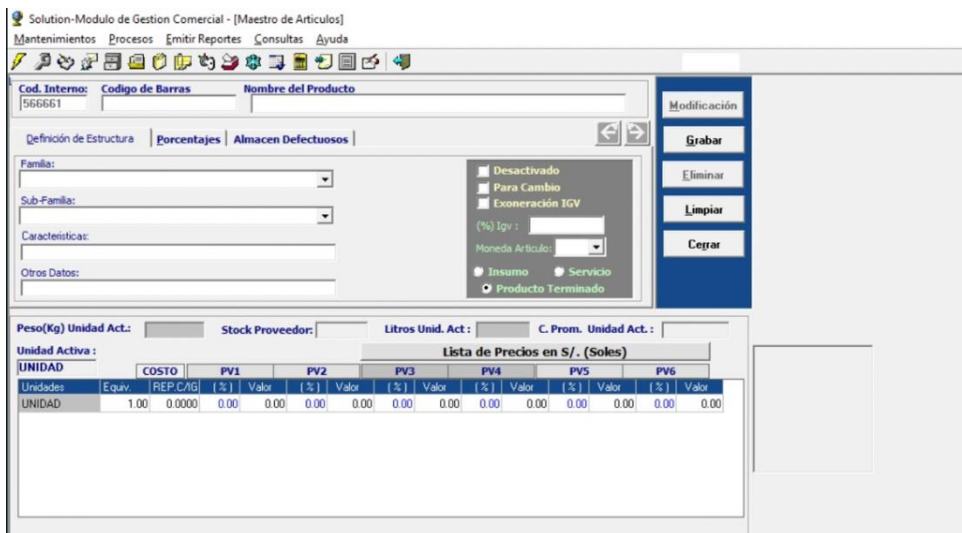 Solution-Modulo de Gestion Comercial - [Maestro de Articulos]
Mantenimientos Procesos Emitir Reportes Consultas Ayuda
Cod. Interno: Codigo de Barras Nombre del Producto
566661
Modificación
Definición de Estructura Porcentajes Almacen Defectuosos
Grabar
Familia:
Desactivado
Eliminar
Para Cambio
Sub-Familia:
Exoneración IGV
Limpiar
(%) Igv :
Caracteristicas:
Moneda Articulo:
Cerrar
Otros Datos:
Insumo Servicio
Producto Terminado
Peso(Kg) Unidad Act.: Stock Proveedor: Litros Unid. Act : C. Prom. Unidad Act. :
Unidad Activa :
Lista de Precios en S/. (Soles)
UNIDAD
COSTO PV1 PV2 PV3 PV4 PV5 PV6
Unidades Equiv. REP.C/IG (%) Valor (%) Valor (%) Valor (%) Valor (%) Valor (%) Valor
UNIDAD 1.00 0.0000 0.00 0.00 0.00 0.00 0.00 0.00 0.00 0.00 0.00 0.00 0.00 0.00